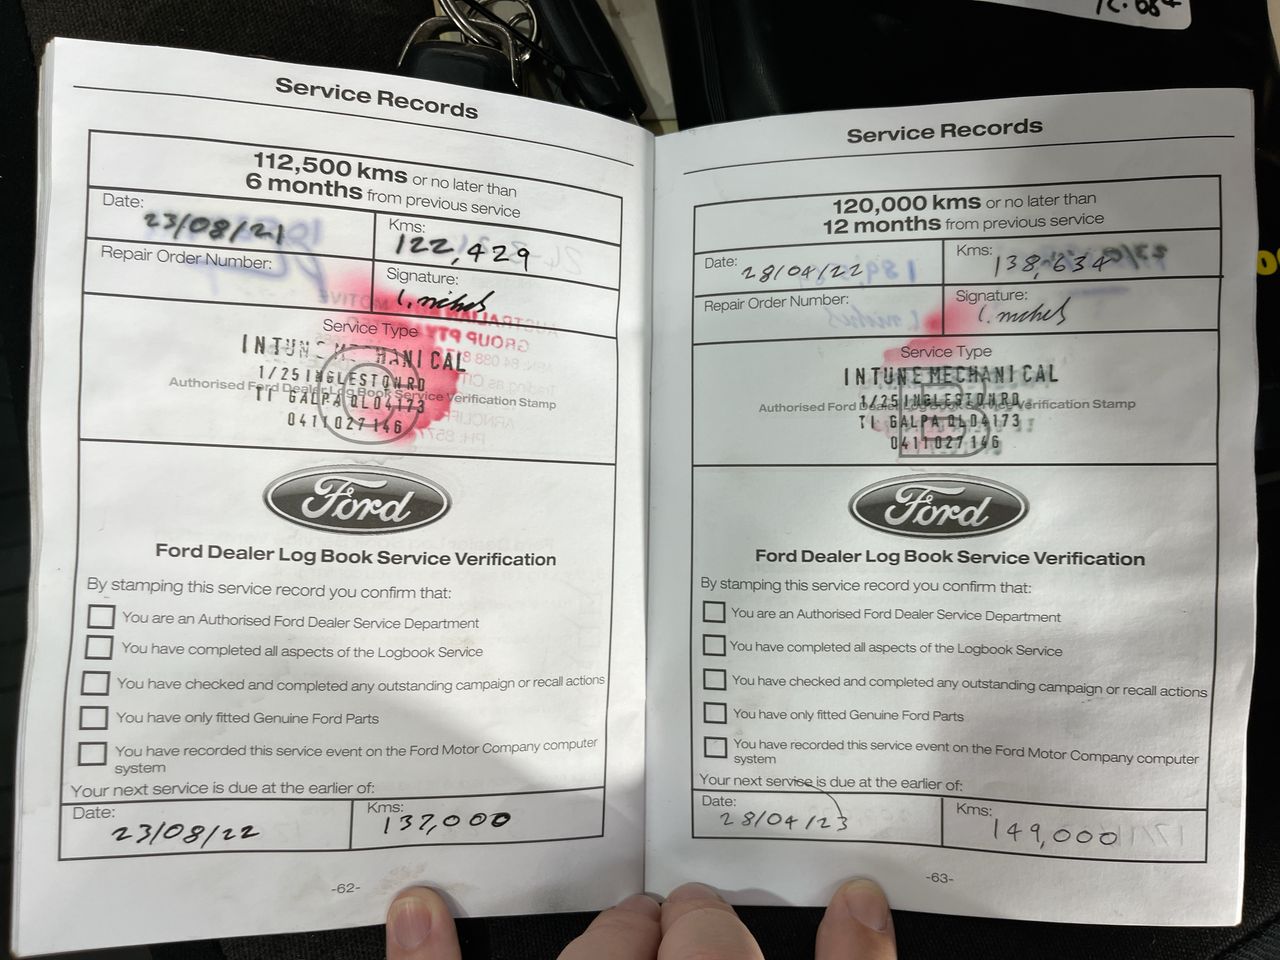 Service Records
112,500 kms or no later than
6 months from previous service
Date:
23/08/21
Kms:
122,429
Repair Order Number:
Signature:
Service Type
INTUNE MECHANICAL
1/25 INGLESTON RD
TI GALPA QLD 4173
0411027146
Authorised Ford Dealer Log Book Service Verification Stamp
Ford
Ford Dealer Log Book Service Verification
By stamping this service record you confirm that:
You are an Authorised Ford Dealer Service Department
You have completed all aspects of the Logbook Service
You have checked and completed any outstanding campaign or recall actions
You have only fitted Genuine Ford Parts
You have recorded this service event on the Ford Motor Company computer
system
Your next service is due at the earlier of:
Date:
23/08/22
Kms:
137,000
-62-
Service Records
120,000 kms or no later than
12 months from previous service
Date:
28/04/22
Kms:
138,634
Repair Order Number:
Signature:
Service Type
INTUNE MECHANICAL
1/25 INGLESTON RD
TI GALPA QLD 4173
0411027146
Authorised Ford Dealer Log Book Service Verification Stamp
Ford
Ford Dealer Log Book Service Verification
By stamping this service record you confirm that:
You are an Authorised Ford Dealer Service Department
You have completed all aspects of the Logbook Service
You have checked and completed any outstanding campaign or recall actions
You have only fitted Genuine Ford Parts
You have recorded this service event on the Ford Motor Company computer
system
Your next service is due at the earlier of:
Date:
28/04/23
Kms:
149,000
-63-